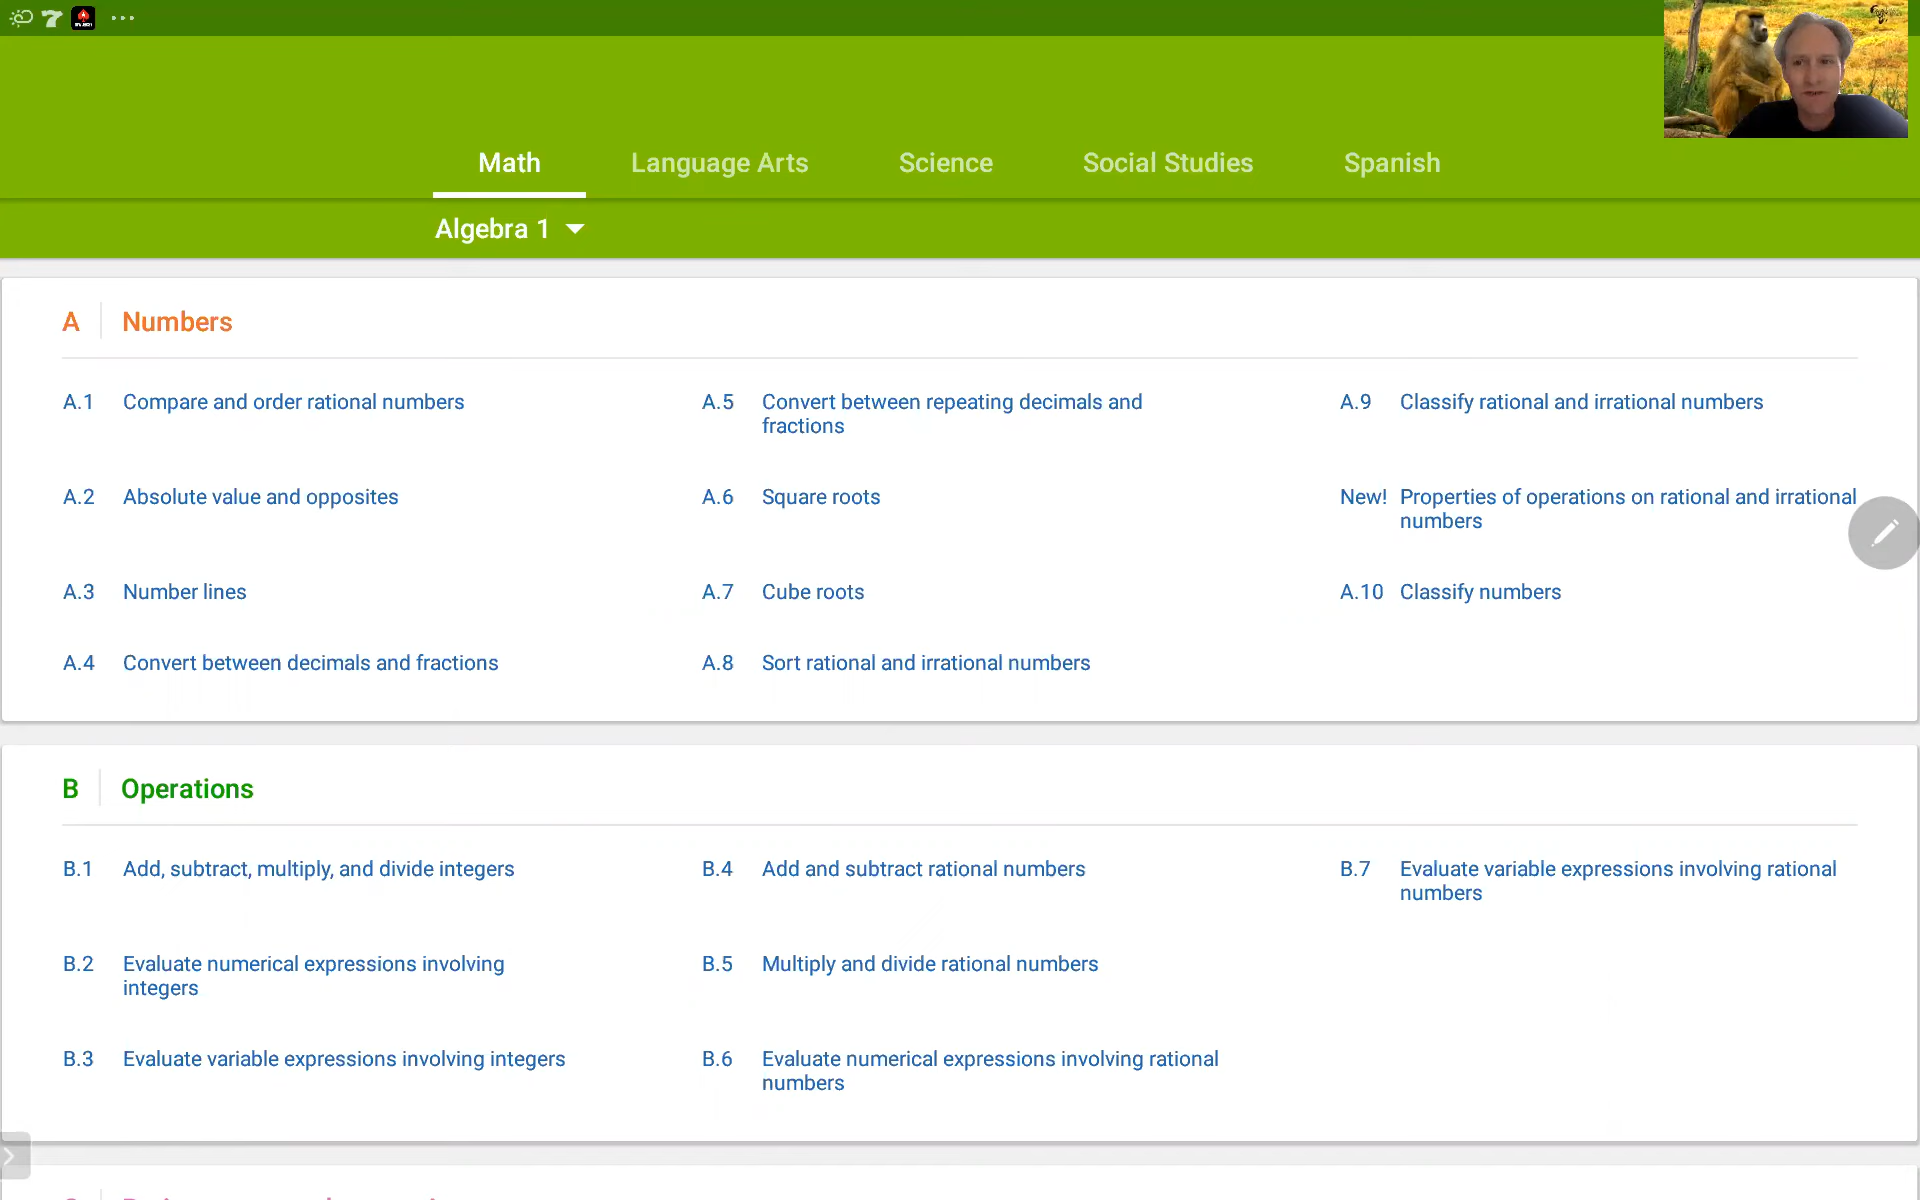 7
Math
Language Arts
Science
Social Studies
Spanish
Algebra 1
A
Numbers
A.1 Compare and order rational numbers
A.2 Absolute value and opposites
A.3 Number lines
A.4 Convert between decimals and fractions
A.5 Convert between repeating decimals and
fractions
A.6 Square roots
A.7 Cube roots
A.8 Sort rational and irrational numbers
A.9 Classify rational and irrational numbers
New! Properties of operations on rational and irrational
numbers
A.10 Classify numbers
B
Operations
B.1 Add, subtract, multiply, and divide integers
B.2 Evaluate numerical expressions involving
integers
B.3 Evaluate variable expressions involving integers
B.4 Add and subtract rational numbers
B.5 Multiply and divide rational numbers
B.6 Evaluate numerical expressions involving rational
numbers
B.7 Evaluate variable expressions involving rational
numbers